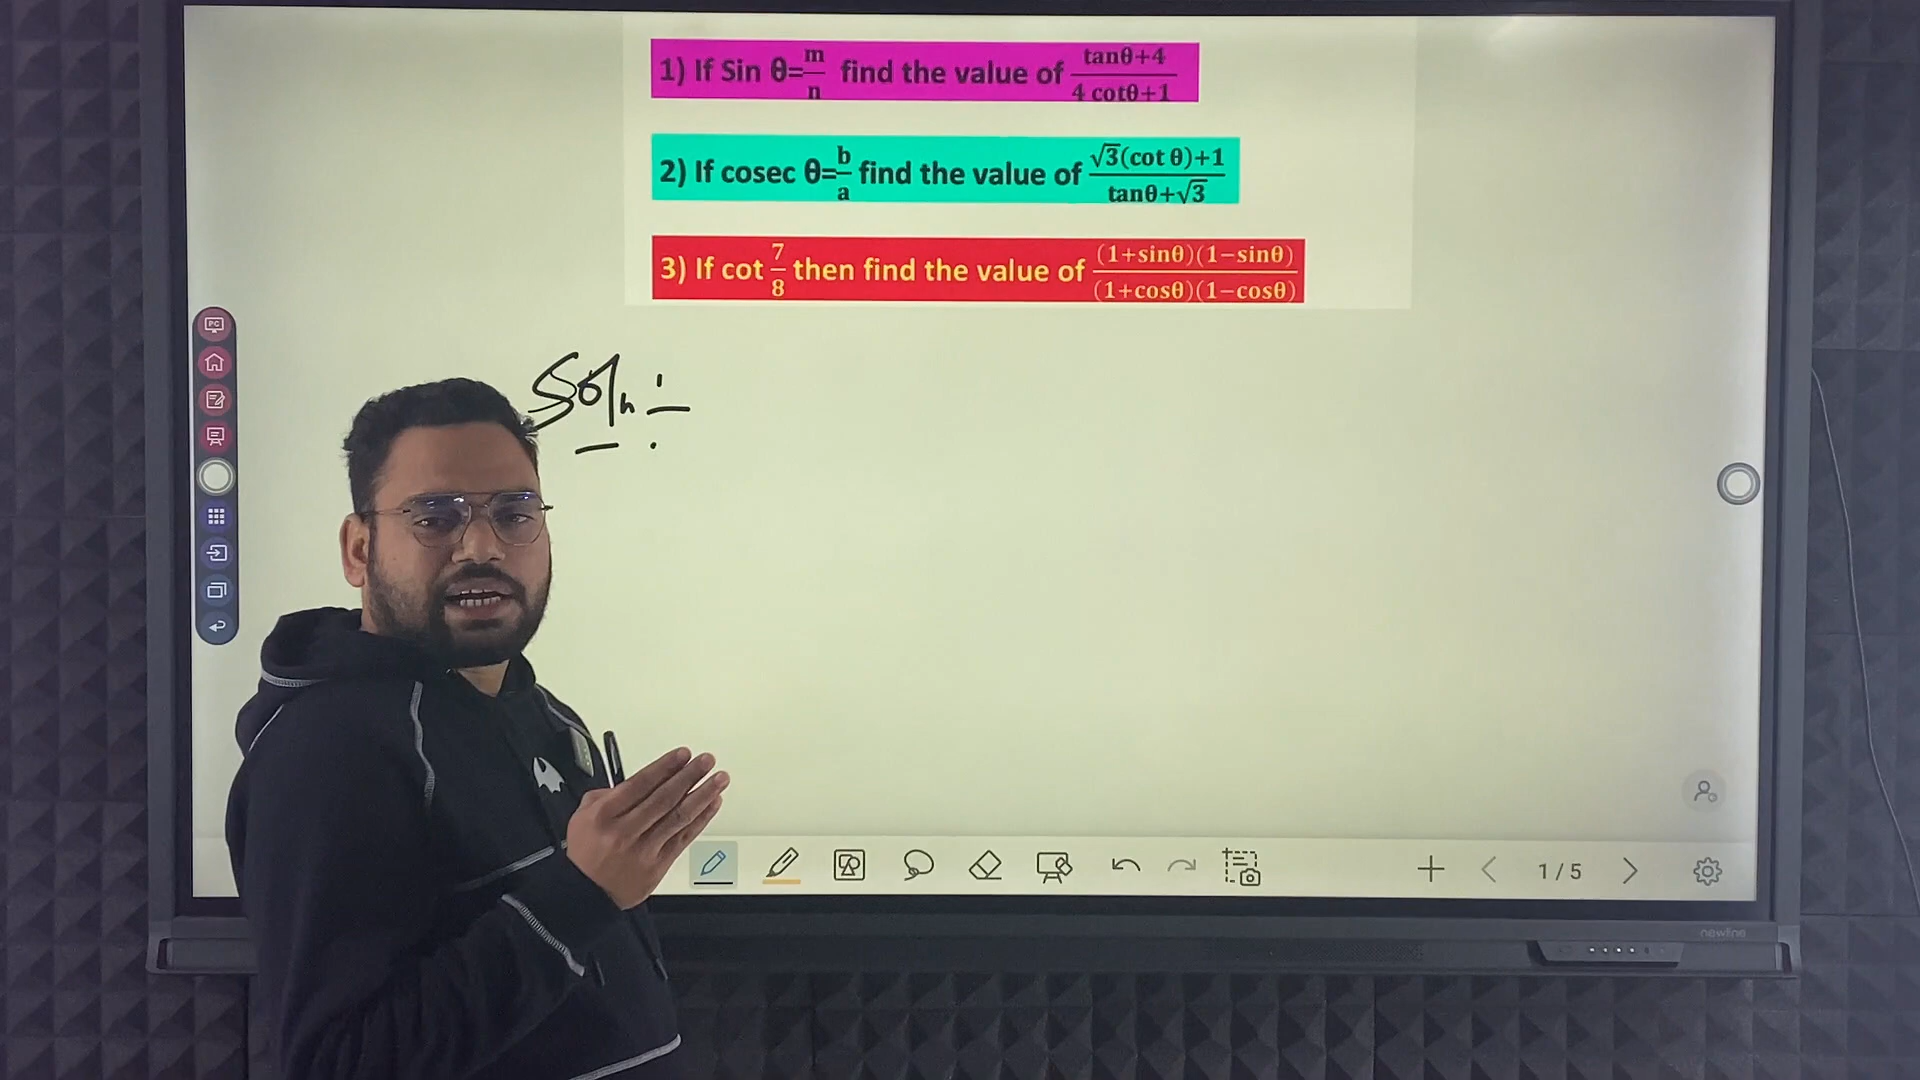 1) If Sin θ=m/n find the value of tanθ+4/4 cotθ+1
2) If cosec θ=b/a find the value of √3(cot θ)+1/tanθ+√3
3) If cot 7/8 then find the value of (1+sinθ)(1−sinθ)/(1+cosθ)(1−cosθ)
Soln :-
PC
1 / 5
newline